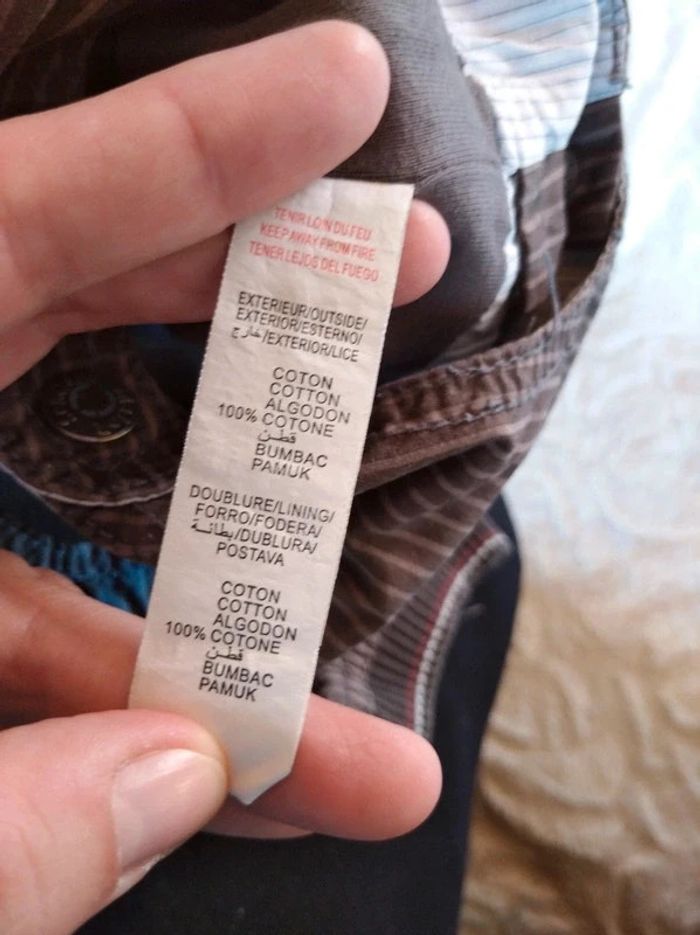 TENIR LOIN DU FEU
KEEP AWAY FROM FIRE
TENER LEJOS DEL FUEGO
EXTERIEUR/OUTSIDE/
EXTERIOR/ESTERNO/
خارج/EXTERIOR/LICE
COTON
COTTON
ALGODON
100% COTONE
قطن
BUMBAC
PAMUK
DOUBLURE/LINING/
FORRO/FODERA/
بطانة/DUBLURA/
POSTAVA
COTON
COTTON
ALGODON
100% COTONE
قطن
BUMBAC
PAMUK